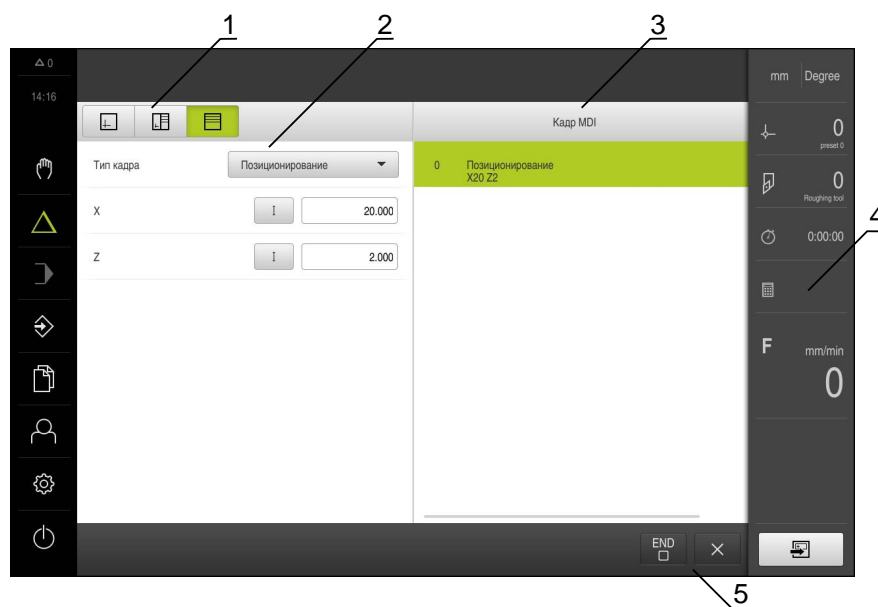 1
2
3
0
14:16
mm Degree
Кадр MDI
0
preset 0
Тип кадра
Позиционирование
0 Позиционирование
X20 Z2
0
Roughing tool
X
I
20.000
4
0:00:00
Z
I
2.000
F mm/min
0
END
5